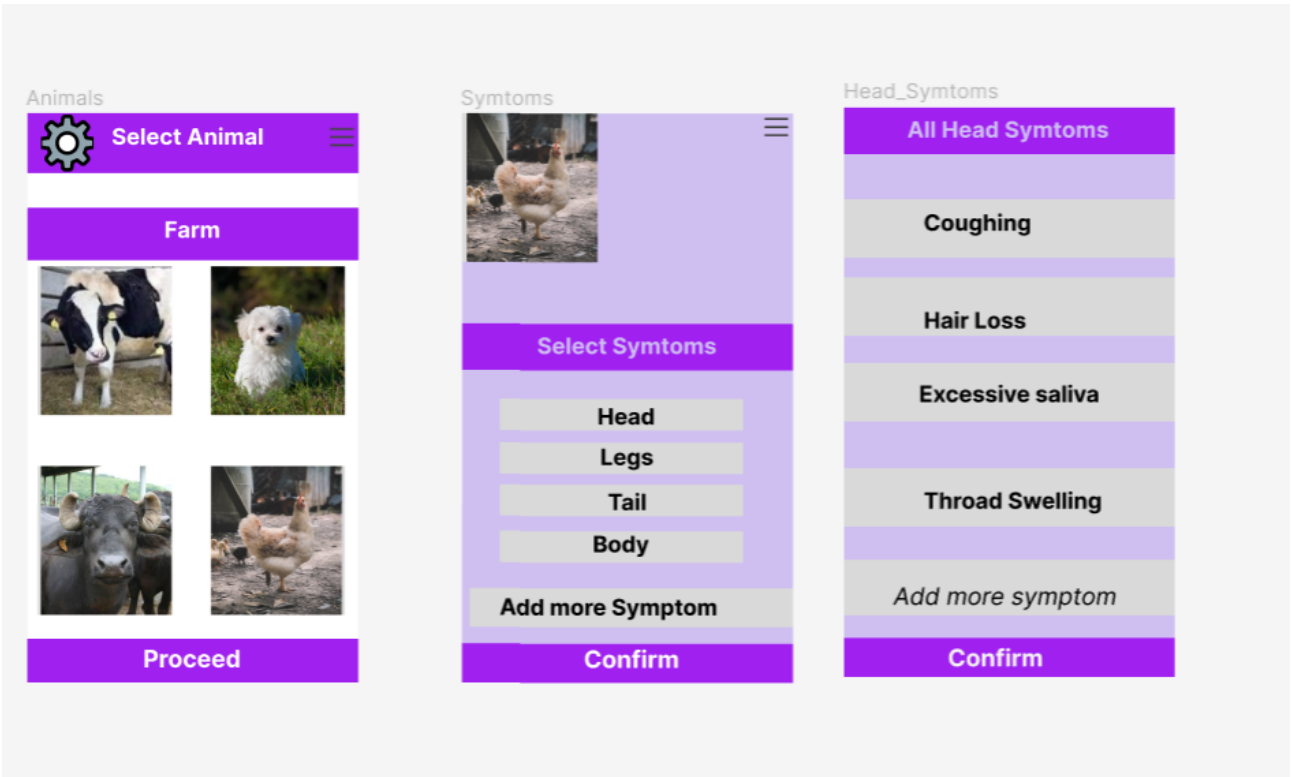 Animals
Select Animal
Farm
Proceed
Symtoms
Select Symtoms
Head
Legs
Tail
Body
Add more Symptom
Confirm
Head_Symtoms
All Head Symtoms
Coughing
Hair Loss
Excessive saliva
Throad Swelling
Add more symptom
Confirm